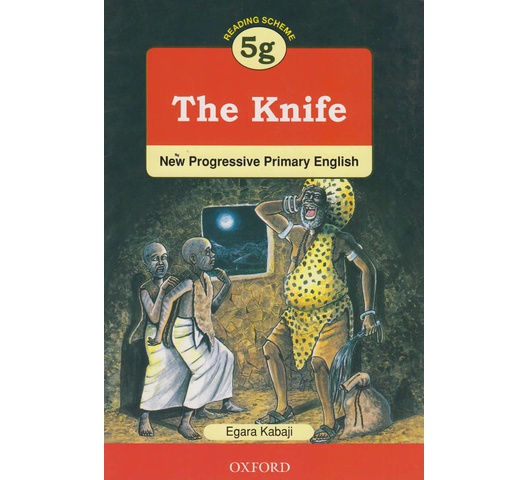 READING SCHEME
5g
The Knife
New Progressive Primary English
Egara Kabaji
OXFORD